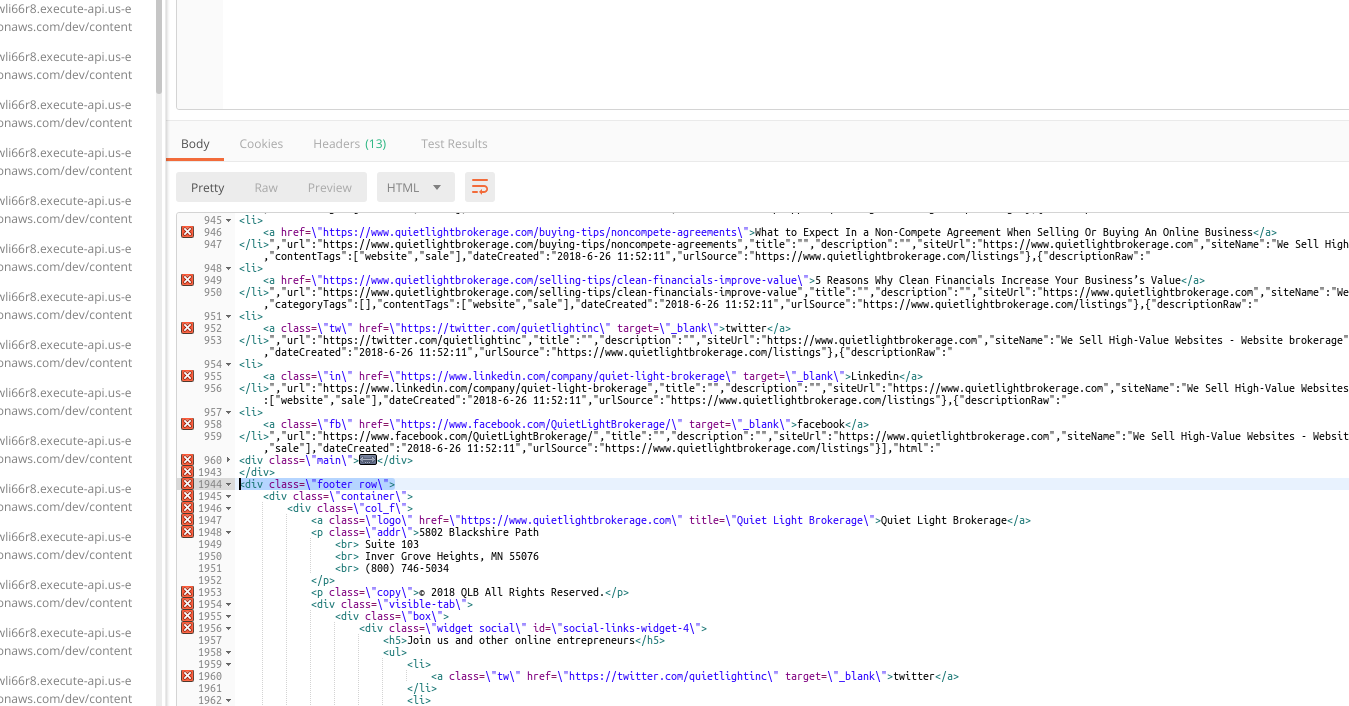 wli66r8.execute-api.us-e
onaws.com/dev/content
wli66r8.execute-api.us-e
onaws.com/dev/content
wli66r8.execute-api.us-e
onaws.com/dev/content
wli66r8.execute-api.us-e
onaws.com/dev/content
wli66r8.execute-api.us-e
onaws.com/dev/content
wli66r8.execute-api.us-e
onaws.com/dev/content
wli66r8.execute-api.us-e
onaws.com/dev/content
wli66r8.execute-api.us-e
onaws.com/dev/content
wli66r8.execute-api.us-e
onaws.com/dev/content
wli66r8.execute-api.us-e
onaws.com/dev/content
wli66r8.execute-api.us-e
onaws.com/dev/content
wli66r8.execute-api.us-e
onaws.com/dev/content
wli66r8.execute-api.us-e
onaws.com/dev/content
wli66r8.execute-api.us-e
onaws.com/dev/content
wli66r8.execute-api.us-e
onaws.com/dev/content
Body Cookies Headers (13) Test Results
Pretty Raw Preview HTML
945 <li>
946 <a href=\"https://www.quietlightbrokerage.com/buying-tips/noncompete-agreements\">What to Expect In a Non-Compete Agreement When Selling Or Buying An Online Business</a>
947 </li>","url":"https://www.quietlightbrokerage.com/buying-tips/noncompete-agreements","title":"","description":"","siteUrl":"https://www.quietlightbrokerage.com","siteName":"We Sell High
,"contentTags":["website","sale"],"dateCreated":"2018-6-26 11:52:11","urlSource":"https://www.quietlightbrokerage.com/listings"},{"descriptionRaw":"
948 <li>
949 <a href=\"https://www.quietlightbrokerage.com/selling-tips/clean-financials-improve-value\">5 Reasons Why Clean Financials Increase Your Business’s Value</a>
950 </li>","url":"https://www.quietlightbrokerage.com/selling-tips/clean-financials-improve-value","title":"","description":"","siteUrl":"https://www.quietlightbrokerage.com","siteName":"We
,"categoryTags":[],"contentTags":["website","sale"],"dateCreated":"2018-6-26 11:52:11","urlSource":"https://www.quietlightbrokerage.com/listings"},{"descriptionRaw":"
951 <li>
952 <a class=\"tw\" href=\"https://twitter.com/quietlightinc\" target=\"_blank\">twitter</a>
953 </li>","url":"https://twitter.com/quietlightinc","title":"","description":"","siteUrl":"https://www.quietlightbrokerage.com","siteName":"We Sell High-Value Websites - Website brokerage"
,"dateCreated":"2018-6-26 11:52:11","urlSource":"https://www.quietlightbrokerage.com/listings"},{"descriptionRaw":"
954 <li>
955 <a class=\"in\" href=\"https://www.linkedin.com/company/quiet-light-brokerage\" target=\"_blank\">Linkedin</a>
956 </li>","url":"https://www.linkedin.com/company/quiet-light-brokerage","title":"","description":"","siteUrl":"https://www.quietlightbrokerage.com","siteName":"We Sell High-Value Websites
:["website","sale"],"dateCreated":"2018-6-26 11:52:11","urlSource":"https://www.quietlightbrokerage.com/listings"},{"descriptionRaw":"
957 <li>
958 <a class=\"fb\" href=\"https://www.facebook.com/QuietLightBrokerage/\" target=\"_blank\">facebook</a>
959 </li>","url":"https://www.facebook.com/QuietLightBrokerage/","title":"","description":"","siteUrl":"https://www.quietlightbrokerage.com","siteName":"We Sell High-Value Websites - Websit
,"sale"],"dateCreated":"2018-6-26 11:52:11","urlSource":"https://www.quietlightbrokerage.com/listings"}],"html":"
960 <div class=\"main\"></div>
1943 </div>
1944 <div class=\"footer row\">
1945 <div class=\"container\">
1946 <div class=\"col_f\">
1947 <a class=\"logo\" href=\"https://www.quietlightbrokerage.com\" title=\"Quiet Light Brokerage\">Quiet Light Brokerage</a>
1948 <p class=\"addr\">5802 Blackshire Path
1949 <br> Suite 103
1950 <br> Inver Grove Heights, MN 55076
1951 <br> (800) 746-5034
1952 </p>
1953 <p class=\"copy\">© 2018 QLB All Rights Reserved.</p>
1954 <div class=\"visible-tab\">
1955 <div class=\"box\">
1956 <div class=\"widget social\" id=\"social-links-widget-4\">
1957 <h5>Join us and other online entrepreneurs</h5>
1958 <ul>
1959 <li>
1960 <a class=\"tw\" href=\"https://twitter.com/quietlightinc\" target=\"_blank\">twitter</a>
1961 </li>
1962 <li>